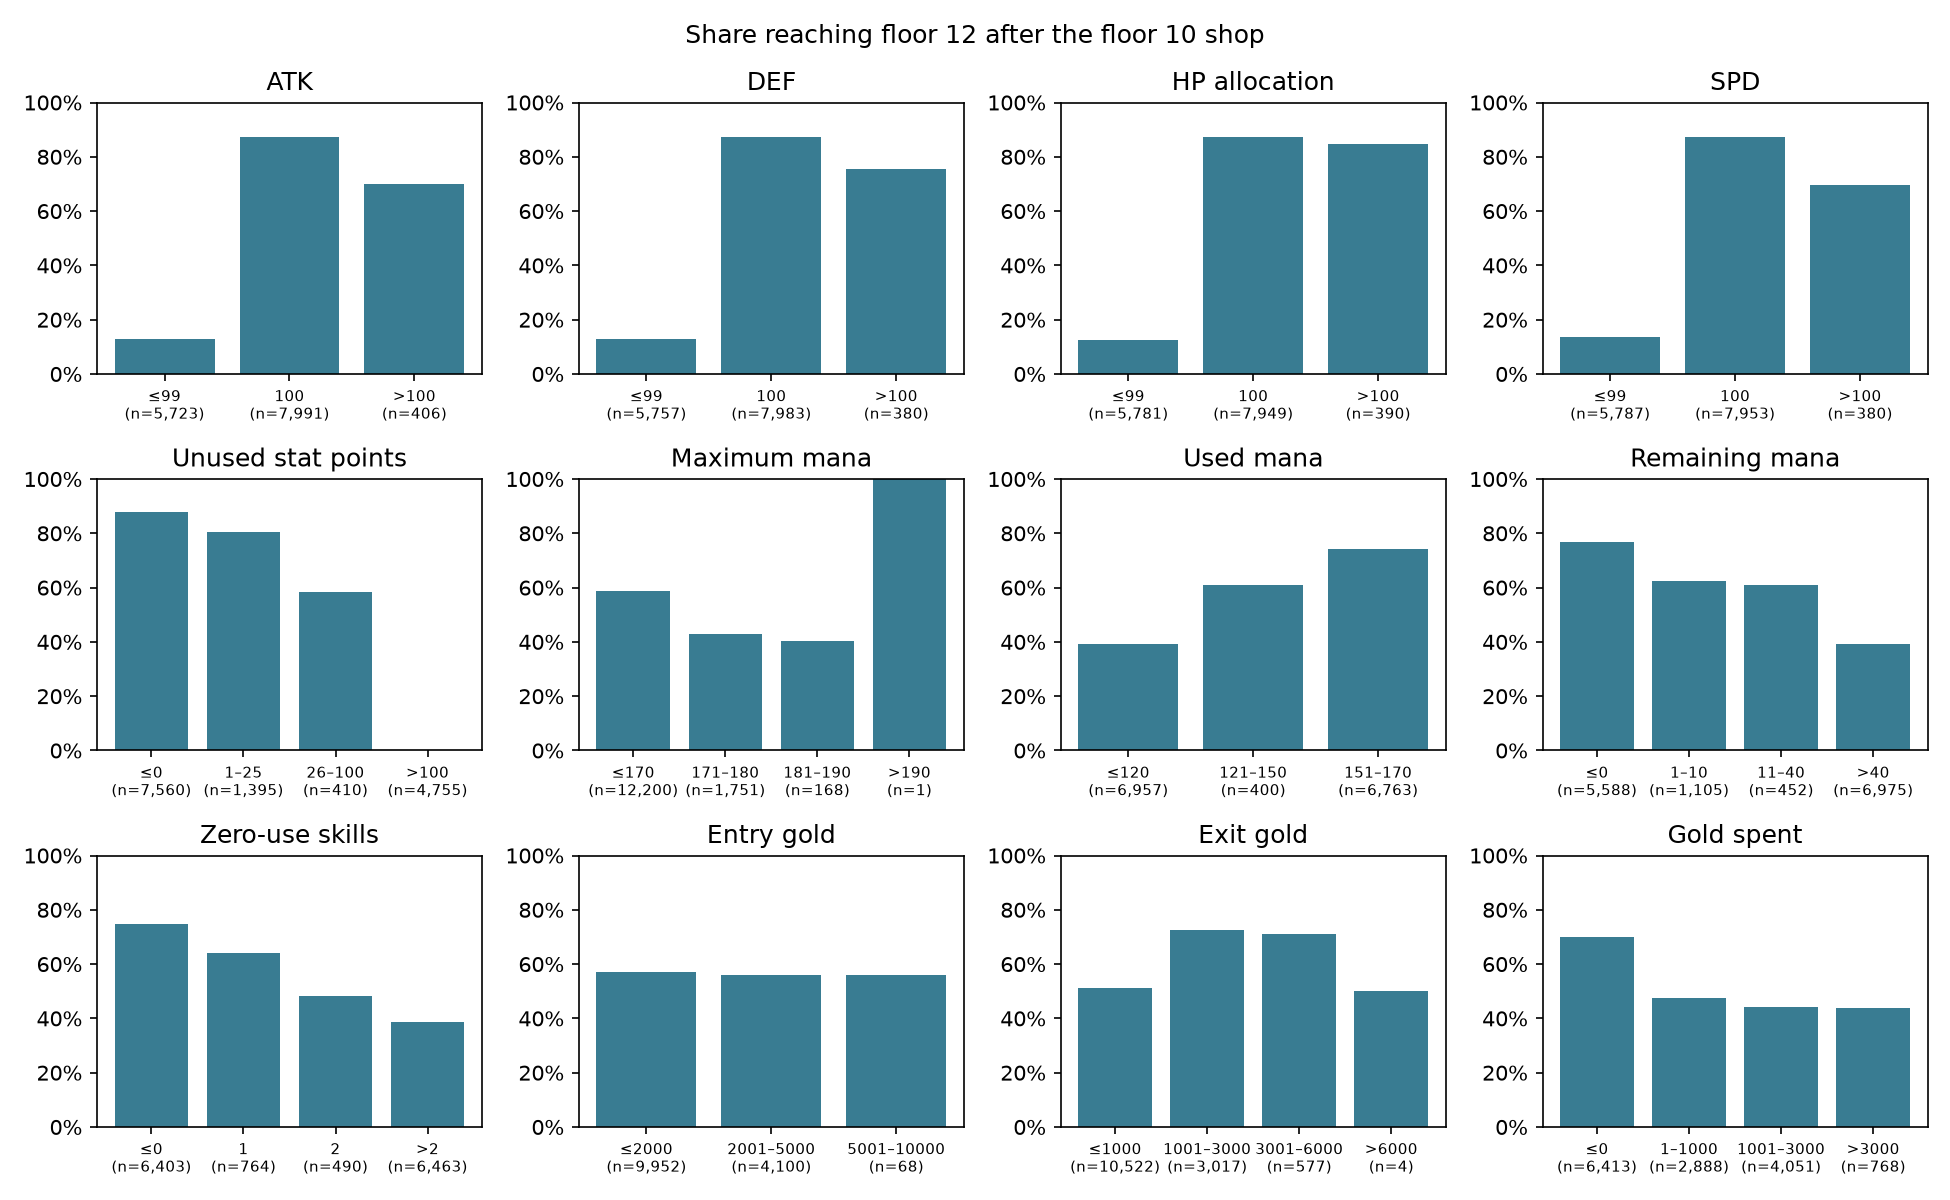 Share reaching floor 12 after the floor 10 shop
ATK
100%
80%
60%
40%
20%
0%
≤99
(n=5,723)
100
(n=7,991)
>100
(n=406)
DEF
100%
80%
60%
40%
20%
0%
≤99
(n=5,757)
100
(n=7,983)
>100
(n=380)
HP allocation
100%
80%
60%
40%
20%
0%
≤99
(n=5,781)
100
(n=7,949)
>100
(n=390)
SPD
100%
80%
60%
40%
20%
0%
≤99
(n=5,787)
100
(n=7,953)
>100
(n=380)
Unused stat points
100%
80%
60%
40%
20%
0%
≤0
(n=7,560)
1–25
(n=1,395)
26–100
(n=410)
>100
(n=4,755)
Maximum mana
100%
80%
60%
40%
20%
0%
≤170
(n=12,200)
171–180
(n=1,751)
181–190
(n=168)
>190
(n=1)
Used mana
100%
80%
60%
40%
20%
0%
≤120
(n=6,957)
121–150
(n=400)
151–170
(n=6,763)
Remaining mana
100%
80%
60%
40%
20%
0%
≤0
(n=5,588)
1–10
(n=1,105)
11–40
(n=452)
>40
(n=6,975)
Zero-use skills
100%
80%
60%
40%
20%
0%
≤0
(n=6,403)
1
(n=764)
2
(n=490)
>2
(n=6,463)
Entry gold
100%
80%
60%
40%
20%
0%
≤2000
(n=9,952)
2001–5000
(n=4,100)
5001–10000
(n=68)
Exit gold
100%
80%
60%
40%
20%
0%
≤1000
(n=10,522)
1001–3000
(n=3,017)
3001–6000
(n=577)
>6000
(n=4)
Gold spent
100%
80%
60%
40%
20%
0%
≤0
(n=6,413)
1–1000
(n=2,888)
1001–3000
(n=4,051)
>3000
(n=768)